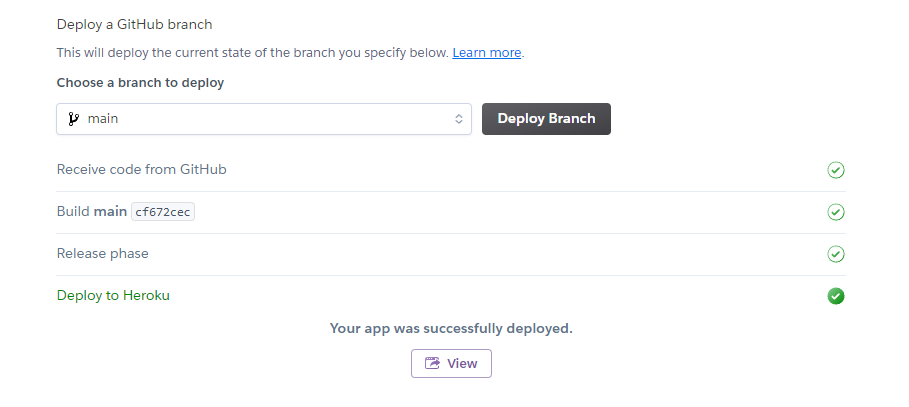 Deploy a GitHub branch
This will deploy the current state of the branch you specify below. Learn more.
Choose a branch to deploy
main
Deploy Branch
Receive code from GitHub
Build main cf672cec
Release phase
Deploy to Heroku
Your app was successfully deployed.
View